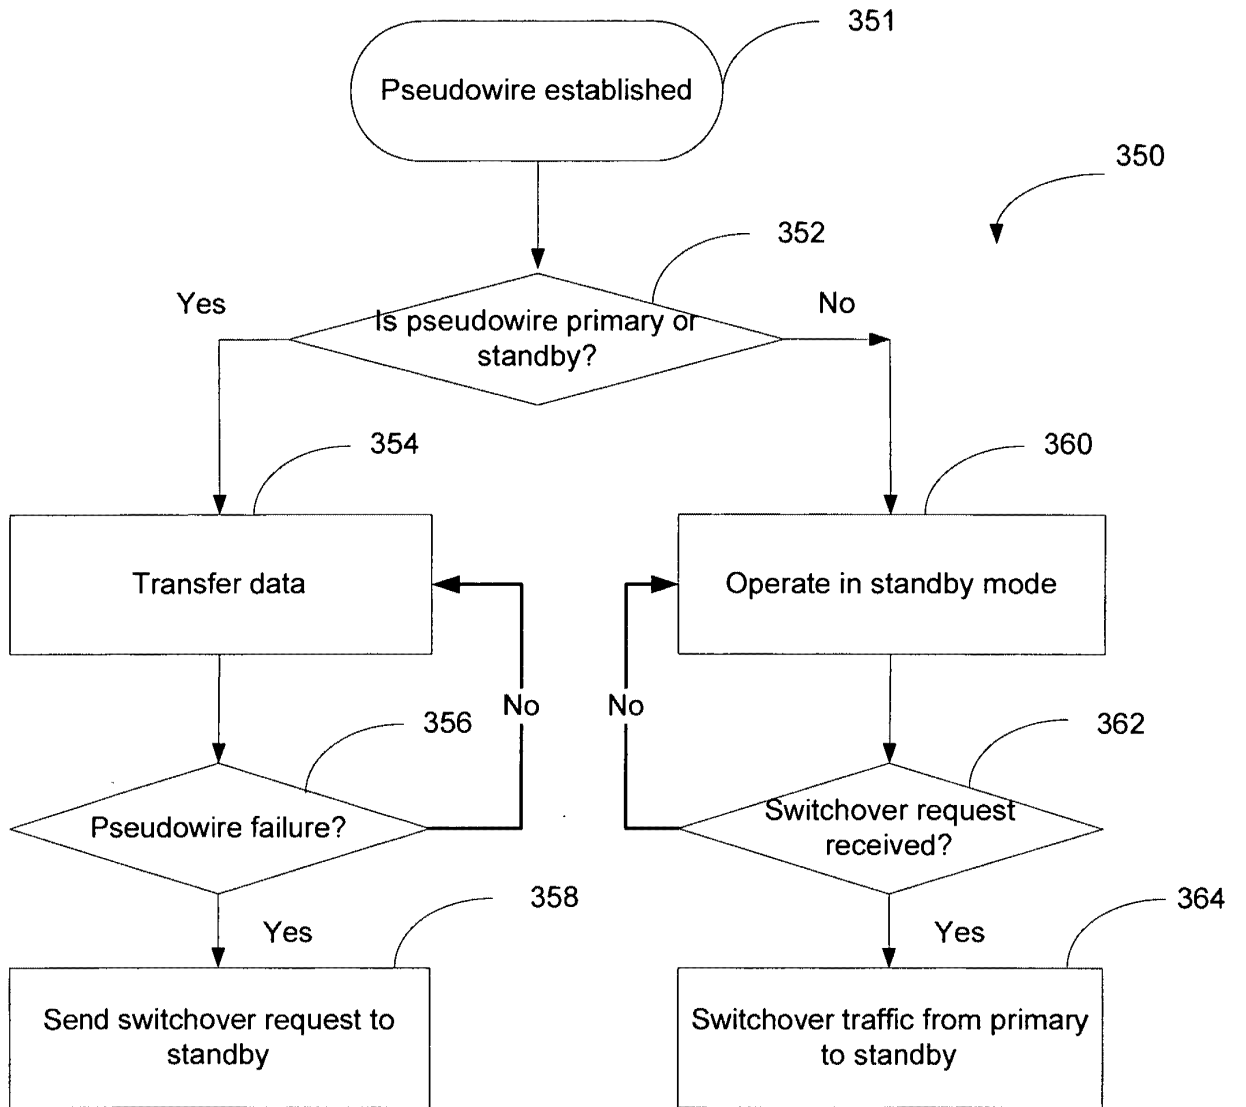 351
Pseudowire established
350
352
Yes
No
Is pseudowire primary or
standby?
354
360
Transfer data
Operate in standby mode
No
No
356
362
Pseudowire failure?
Switchover request
received?
358
364
Yes
Yes
Send switchover request to
standby
Switchover traffic from primary
to standby